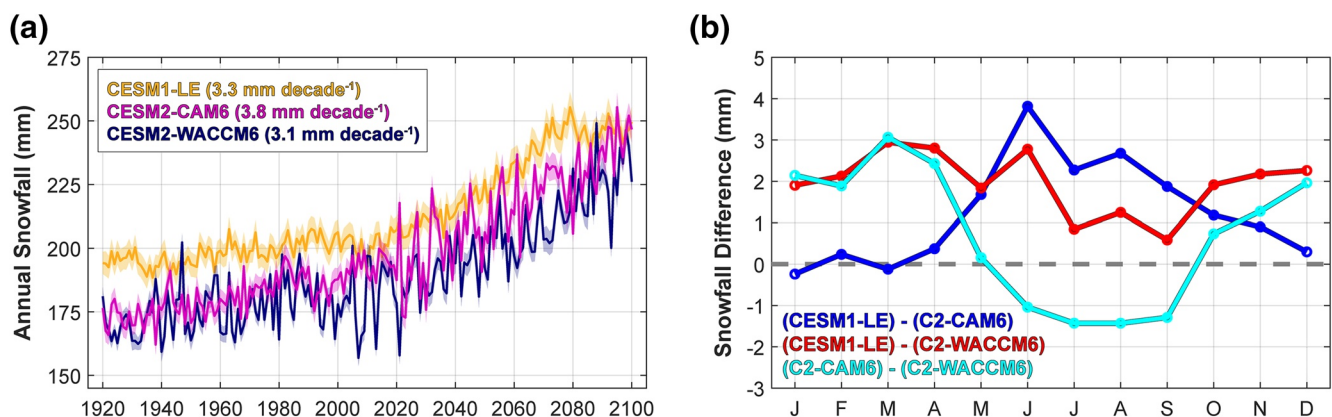 (a)
Annual Snowfall (mm)
275
250
225
200
175
150
CESM1-LE (3.3 mm decade⁻¹)
CESM2-CAM6 (3.8 mm decade⁻¹)
CESM2-WACCM6 (3.1 mm decade⁻¹)
1920 1940 1960 1980 2000 2020 2040 2060 2080 2100
(b)
Snowfall Difference (mm)
5
4
3
2
1
0
-1
-2
-3
(CESM1-LE) - (C2-CAM6)
(CESM1-LE) - (C2-WACCM6)
(C2-CAM6) - (C2-WACCM6)
J F M A M J J A S O N D